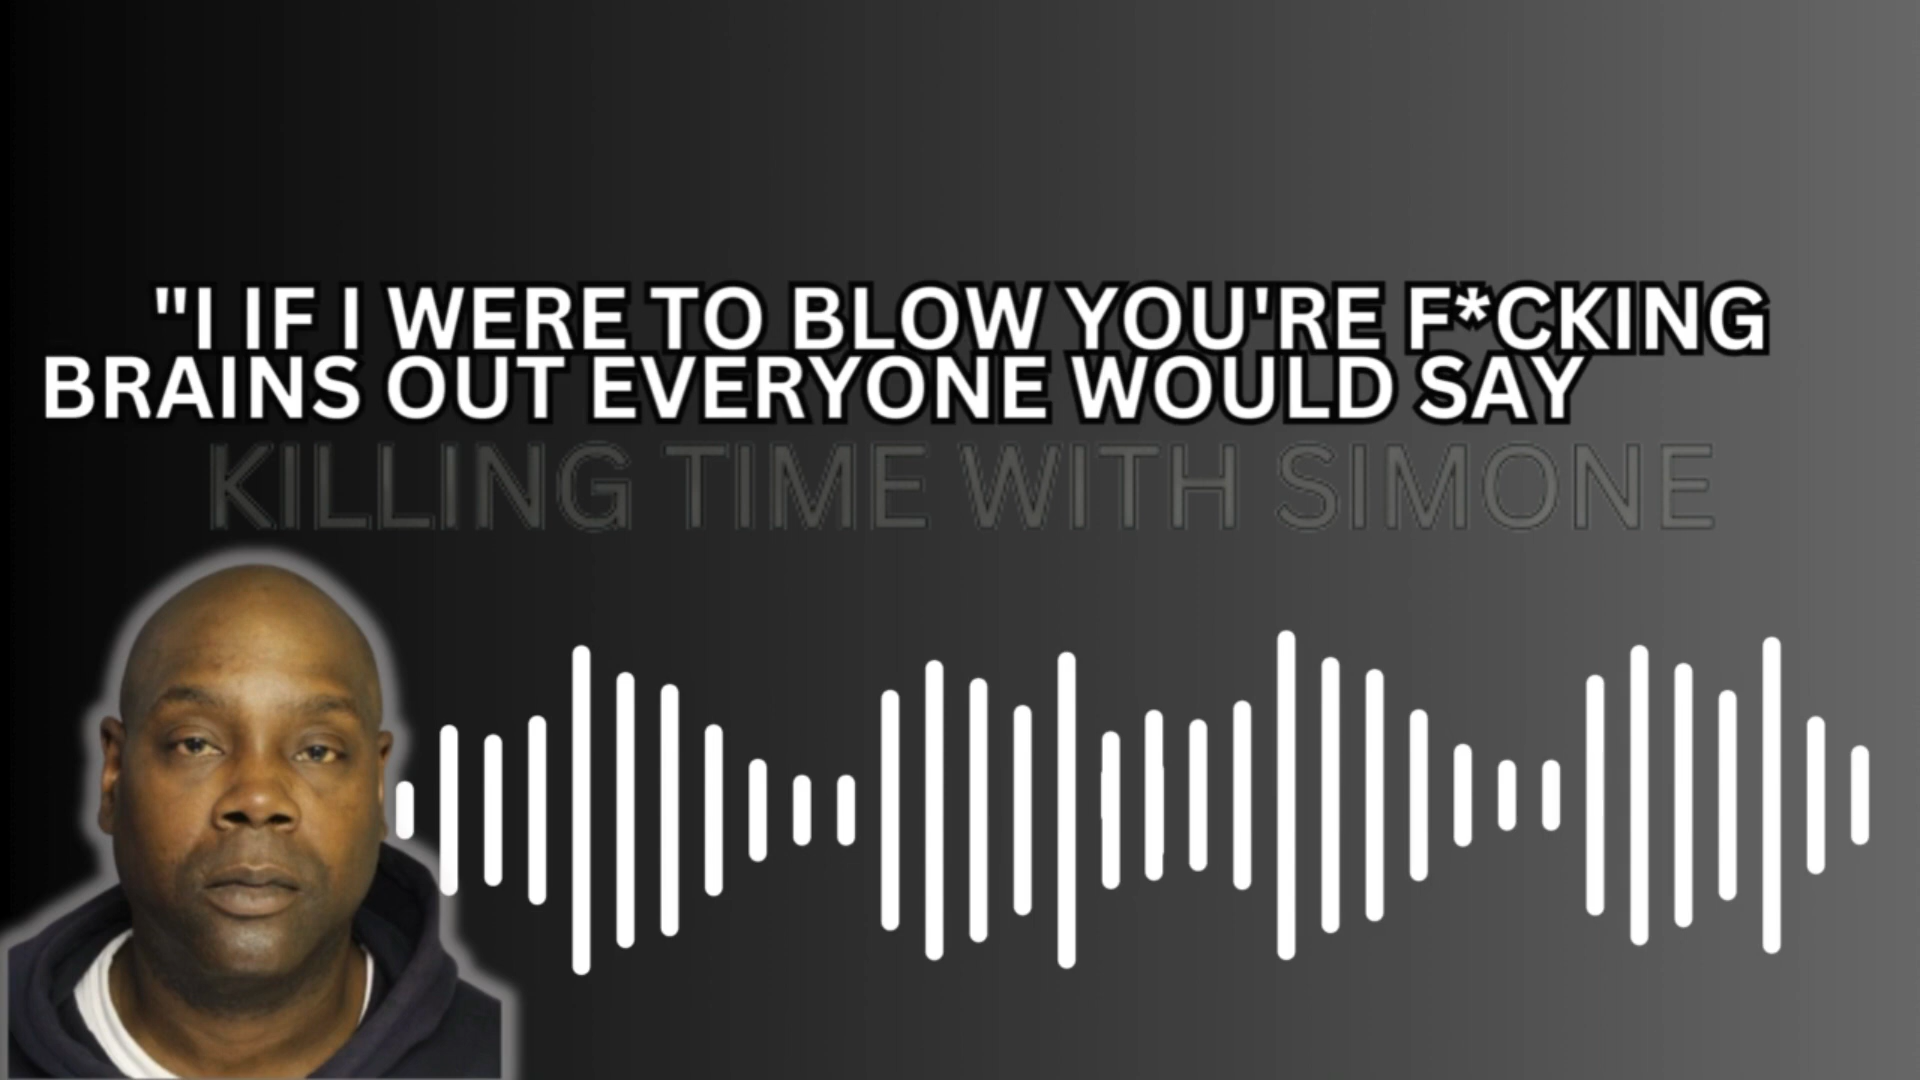 "I IF I WERE TO BLOW YOU'RE F*CKING
BRAINS OUT EVERYONE WOULD SAY
KILLING TIME WITH SIMONE